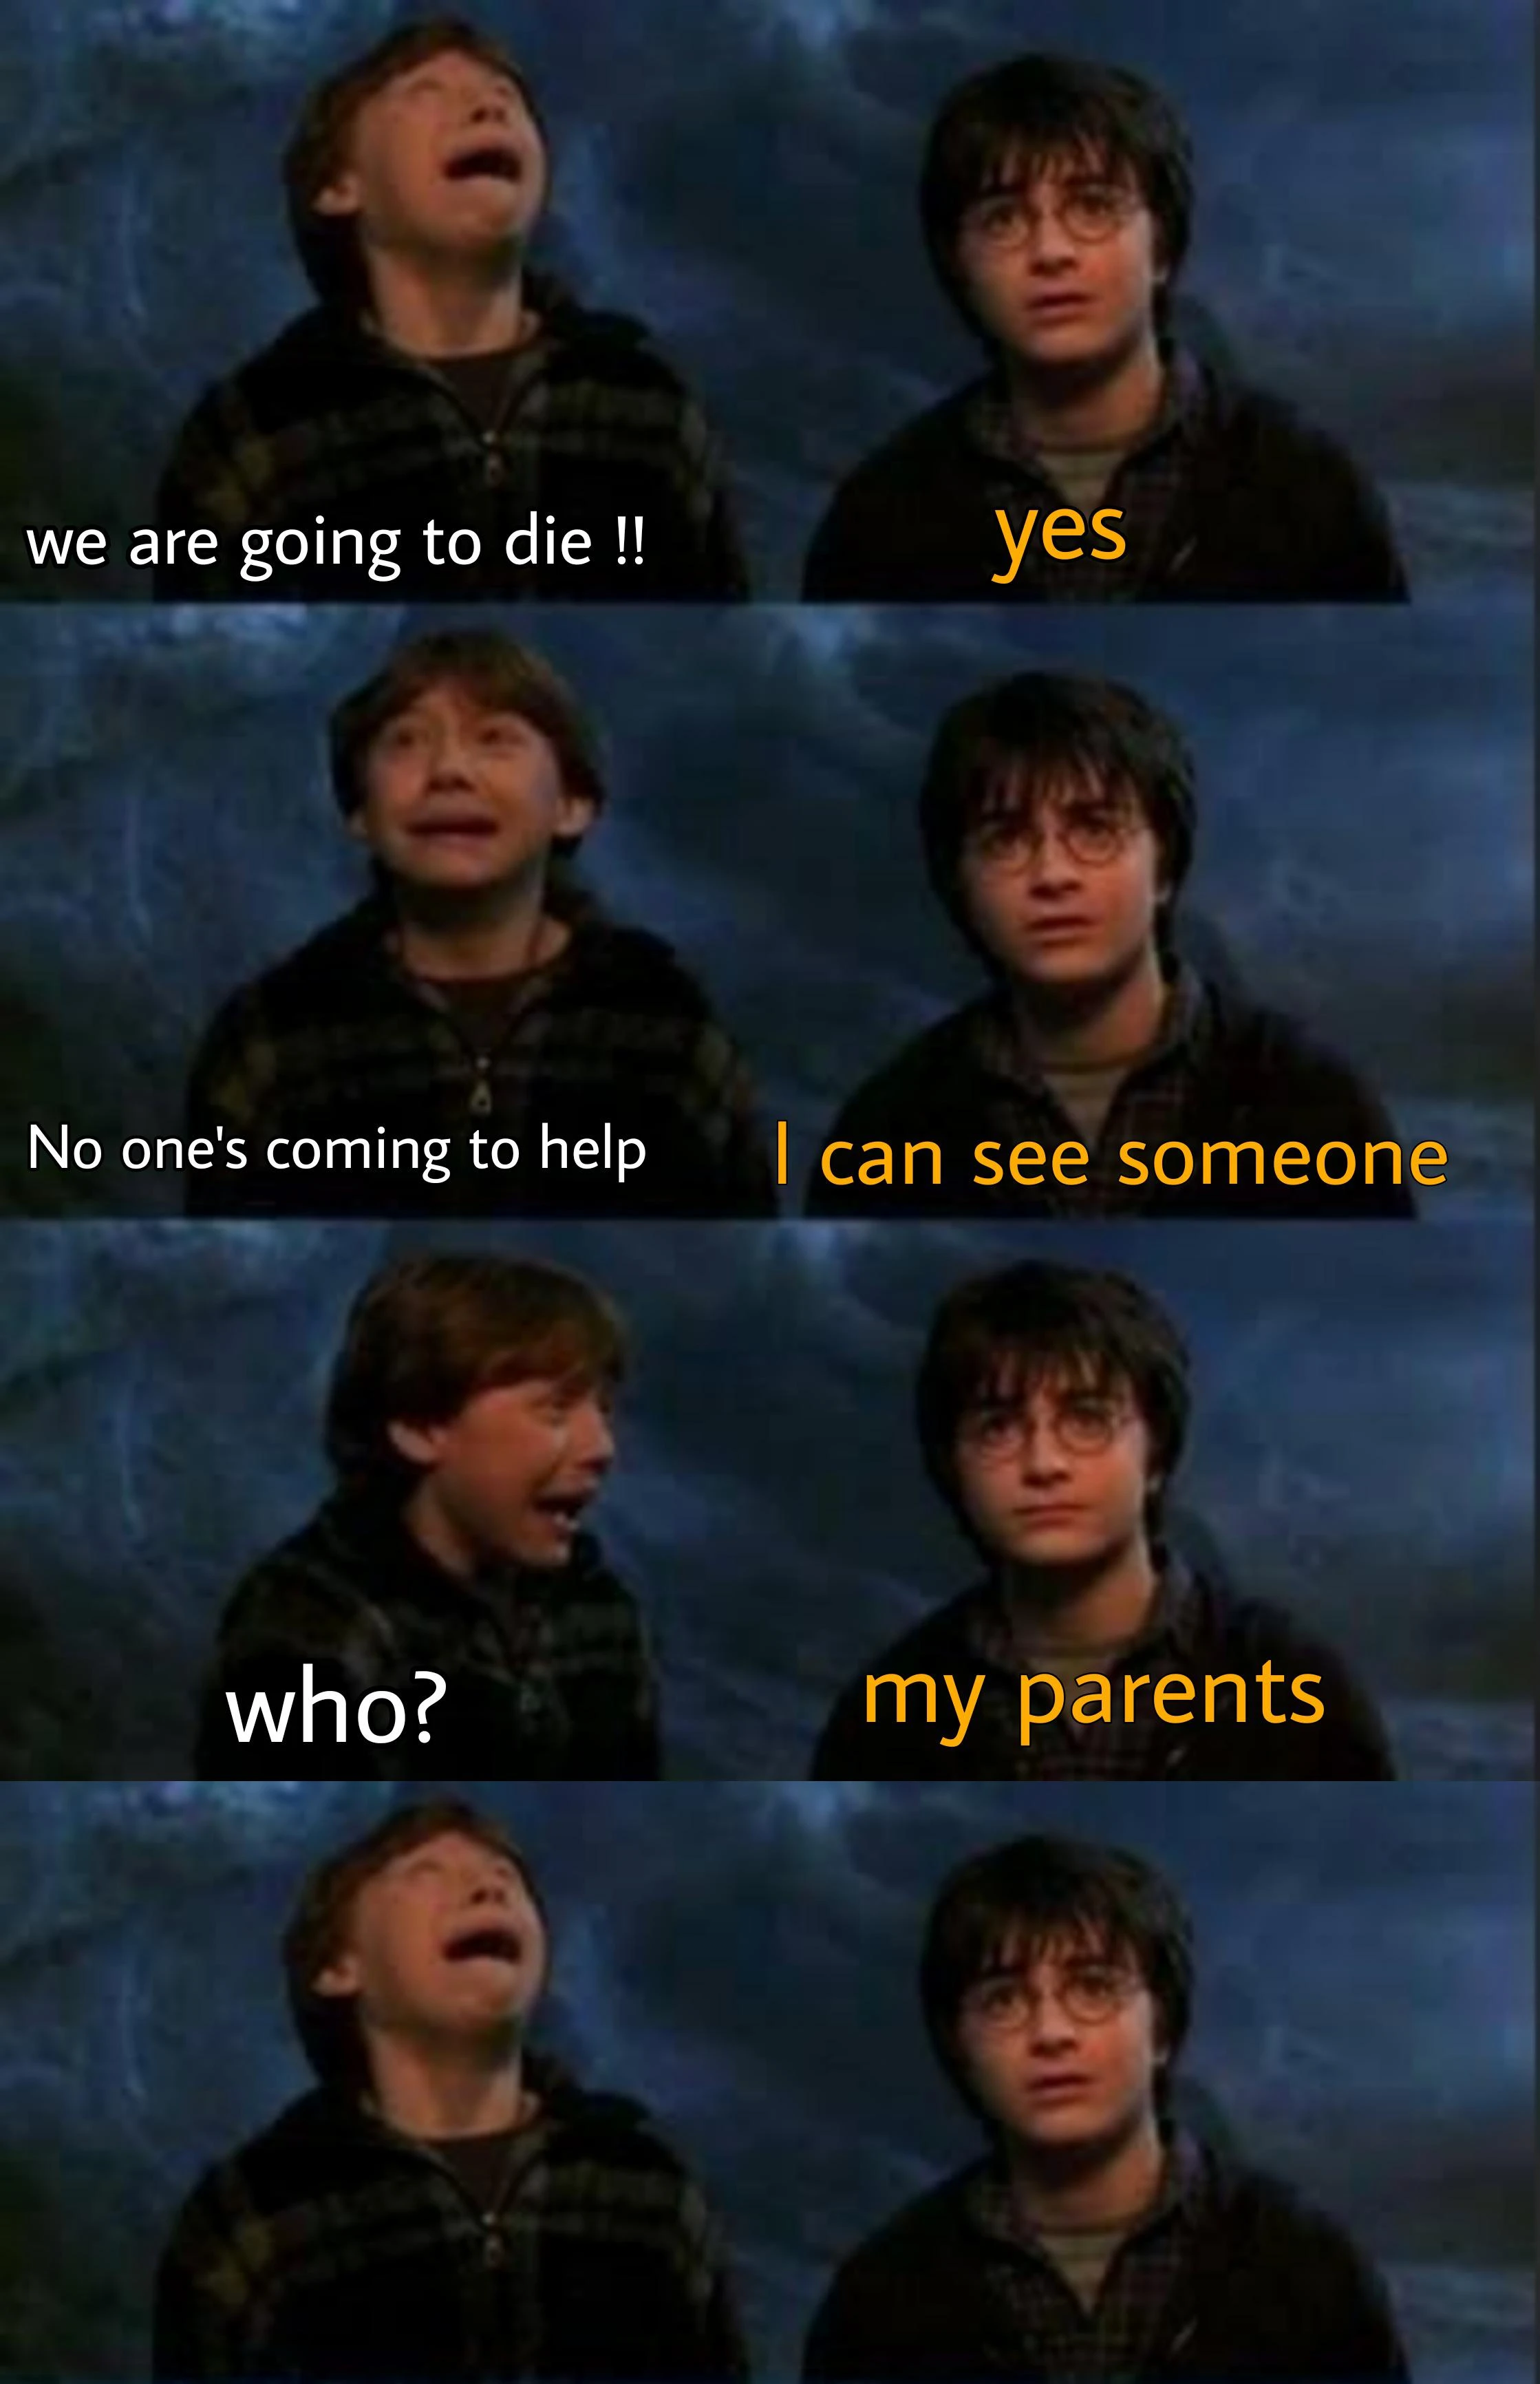 we are going to die !!
yes
No one's coming to help
I can see someone
who?
my parents